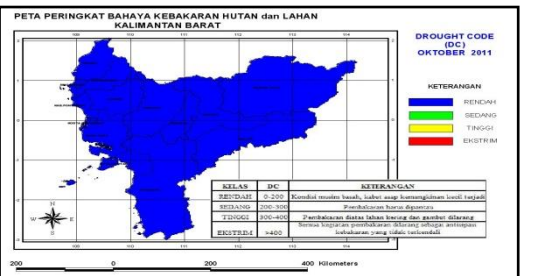 PETA PERINGKAT BAHAYA KEBAKARAN HUTAN dan LAHAN
KALIMANTAN BARAT
DROUGHT CODE
(DC)
OKTOBER 2011
KETERANGAN
RENDAH
SEDANG
TINGGI
EKSTRIM
KELAS DC KETERANGAN
RENDAH 0-200 Kondisi musim basah, kabut asap kemungkinan kecil terjadi
SEDANG 200-300 Pembakaran harus dipantau
TINGGI 300-400 Pembakaran diatas lahan kering dan gambut dilarang
EKSTRIM >400 Semua kegiatan pembakaran dilarang sebagai antisipasi
kebakaran yang tidak terkendali
N
W E
S
200 0 200 400 Kilometers